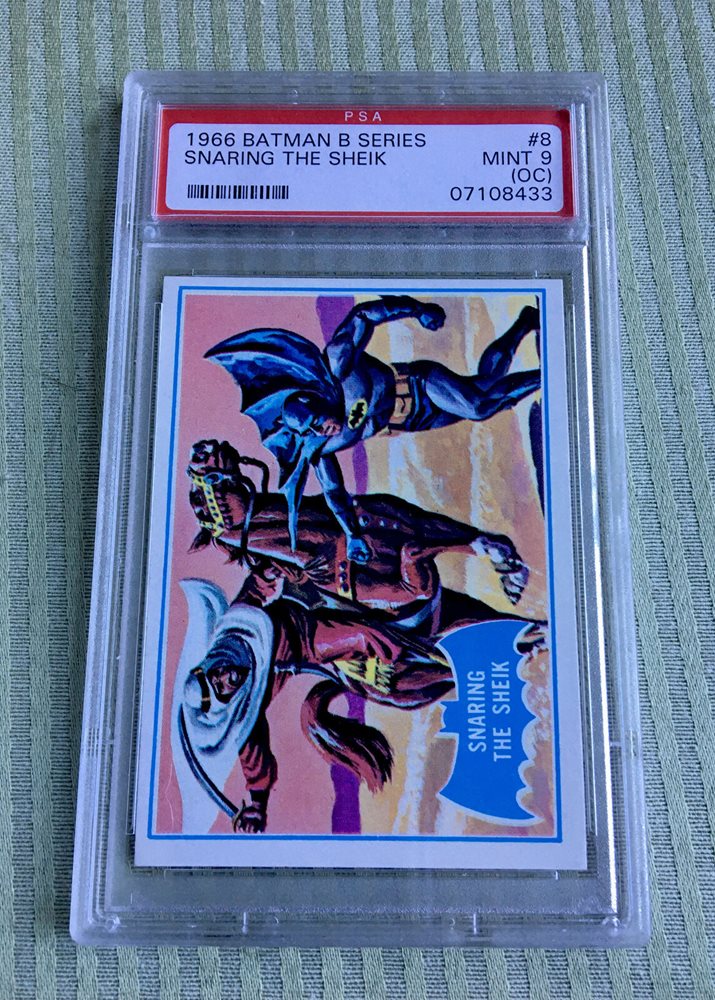 PSA
1966 BATMAN B SERIES #8
SNARING THE SHEIK MINT 9
(OC)
07108433
SNARING
THE SHEIK